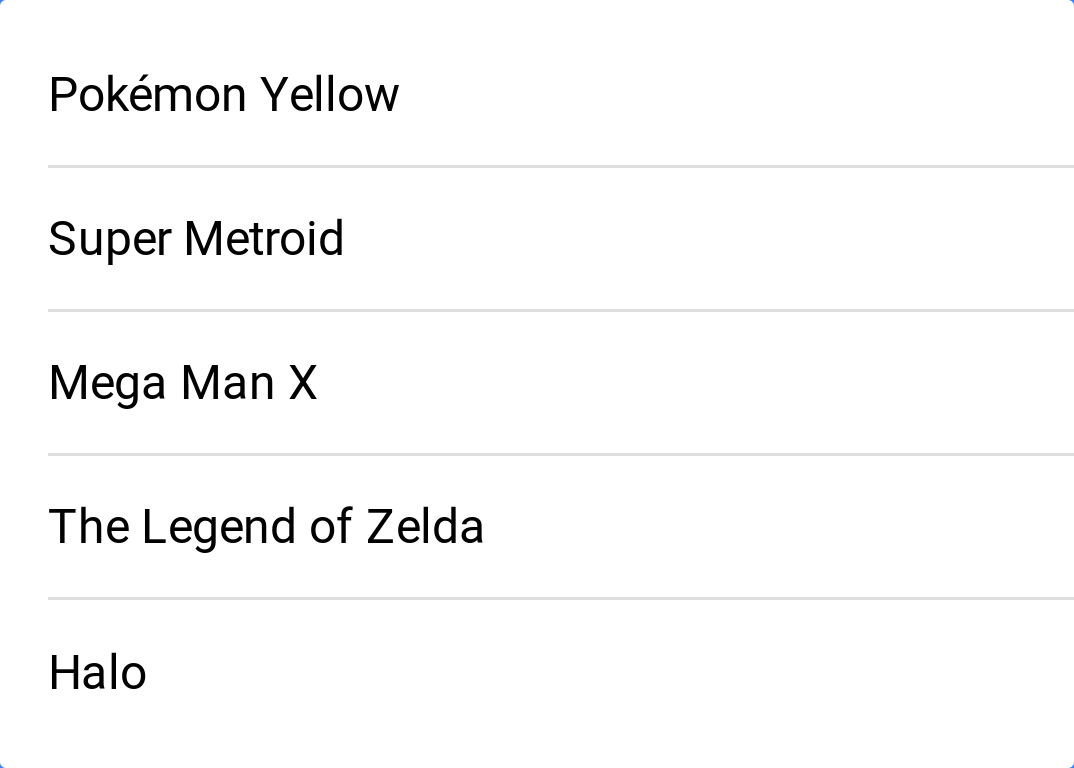 Pokémon Yellow
Super Metroid
Mega Man X
The Legend of Zelda
Halo